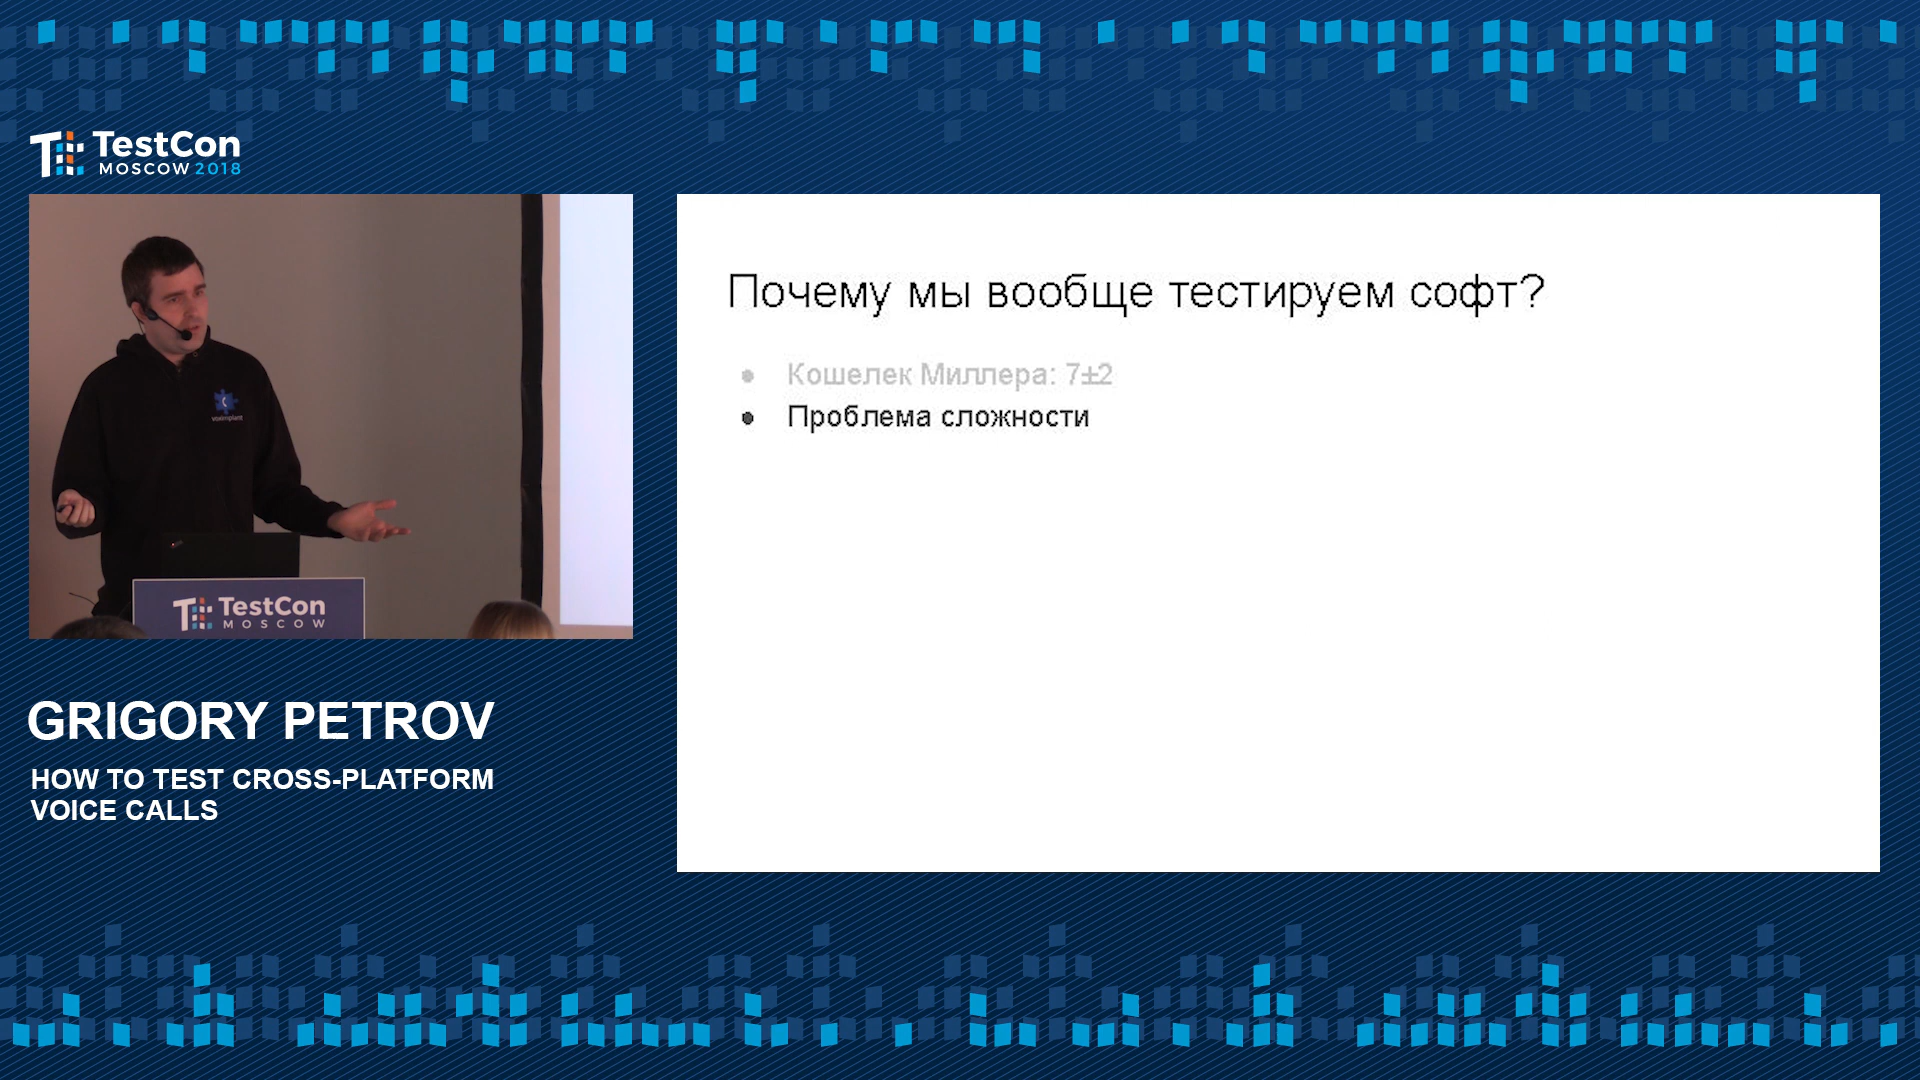 TestCon
MOSCOW 2018
voximplant
TestCon
MOSCOW
GRIGORY PETROV
HOW TO TEST CROSS-PLATFORM
VOICE CALLS
Почему мы вообще тестируем софт?
Кошелек Миллера: 7±2
Проблема сложности